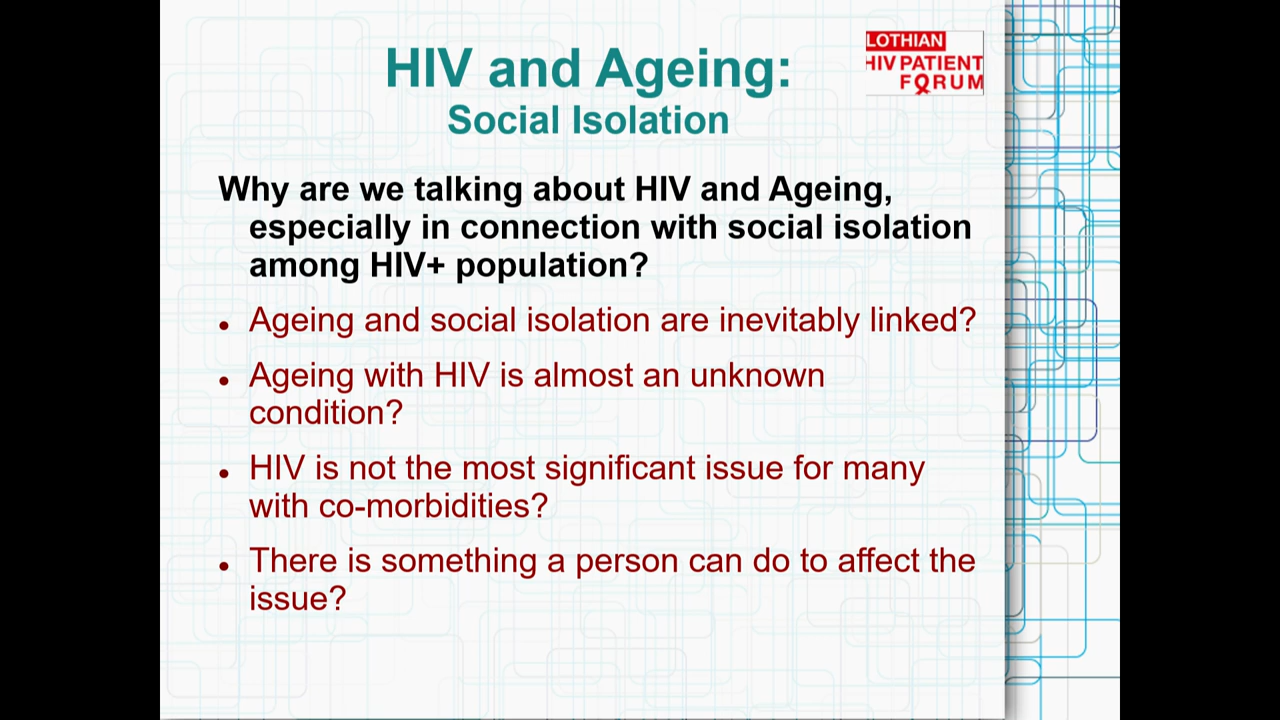 HIV and Ageing:
Social Isolation
LOTHIAN
HIV PATIENT
FORUM
Why are we talking about HIV and Ageing,
especially in connection with social isolation
among HIV+ population?
• Ageing and social isolation are inevitably linked?
• Ageing with HIV is almost an unknown
condition?
• HIV is not the most significant issue for many
with co-morbidities?
• There is something a person can do to affect the
issue?